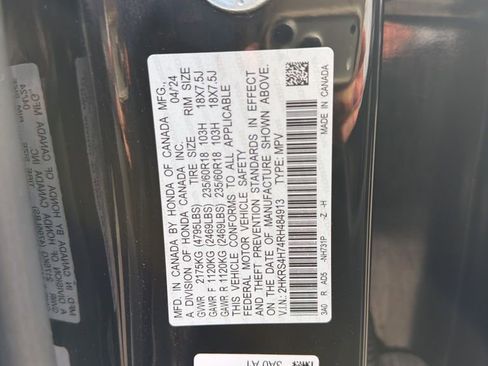 MFD. IN CANADA BY HONDA OF CANADA MFG.,
A DIVISION OF HONDA CANADA INC. 04/24
TIRE SIZE RIM SIZE
GVWR 2175KG (4795LBS)
GAWR F 1120KG (2469LBS) 235/60R18 103H 18X7.5J
GAWR R 1120KG (2469LBS) 235/60R18 103H 18X7.5J
THIS VEHICLE CONFORMS TO ALL APPLICABLE
FEDERAL MOTOR VEHICLE SAFETY
AND THEFT PREVENTION STANDARDS IN EFFECT
ON THE DATE OF MANUFACTURE SHOWN ABOVE.
V.I.N: 2HKRS4H74RH484913 TYPE: MPV
3A0 R AD5 NH731P -Z -H MADE IN CANADA
3A0 A1